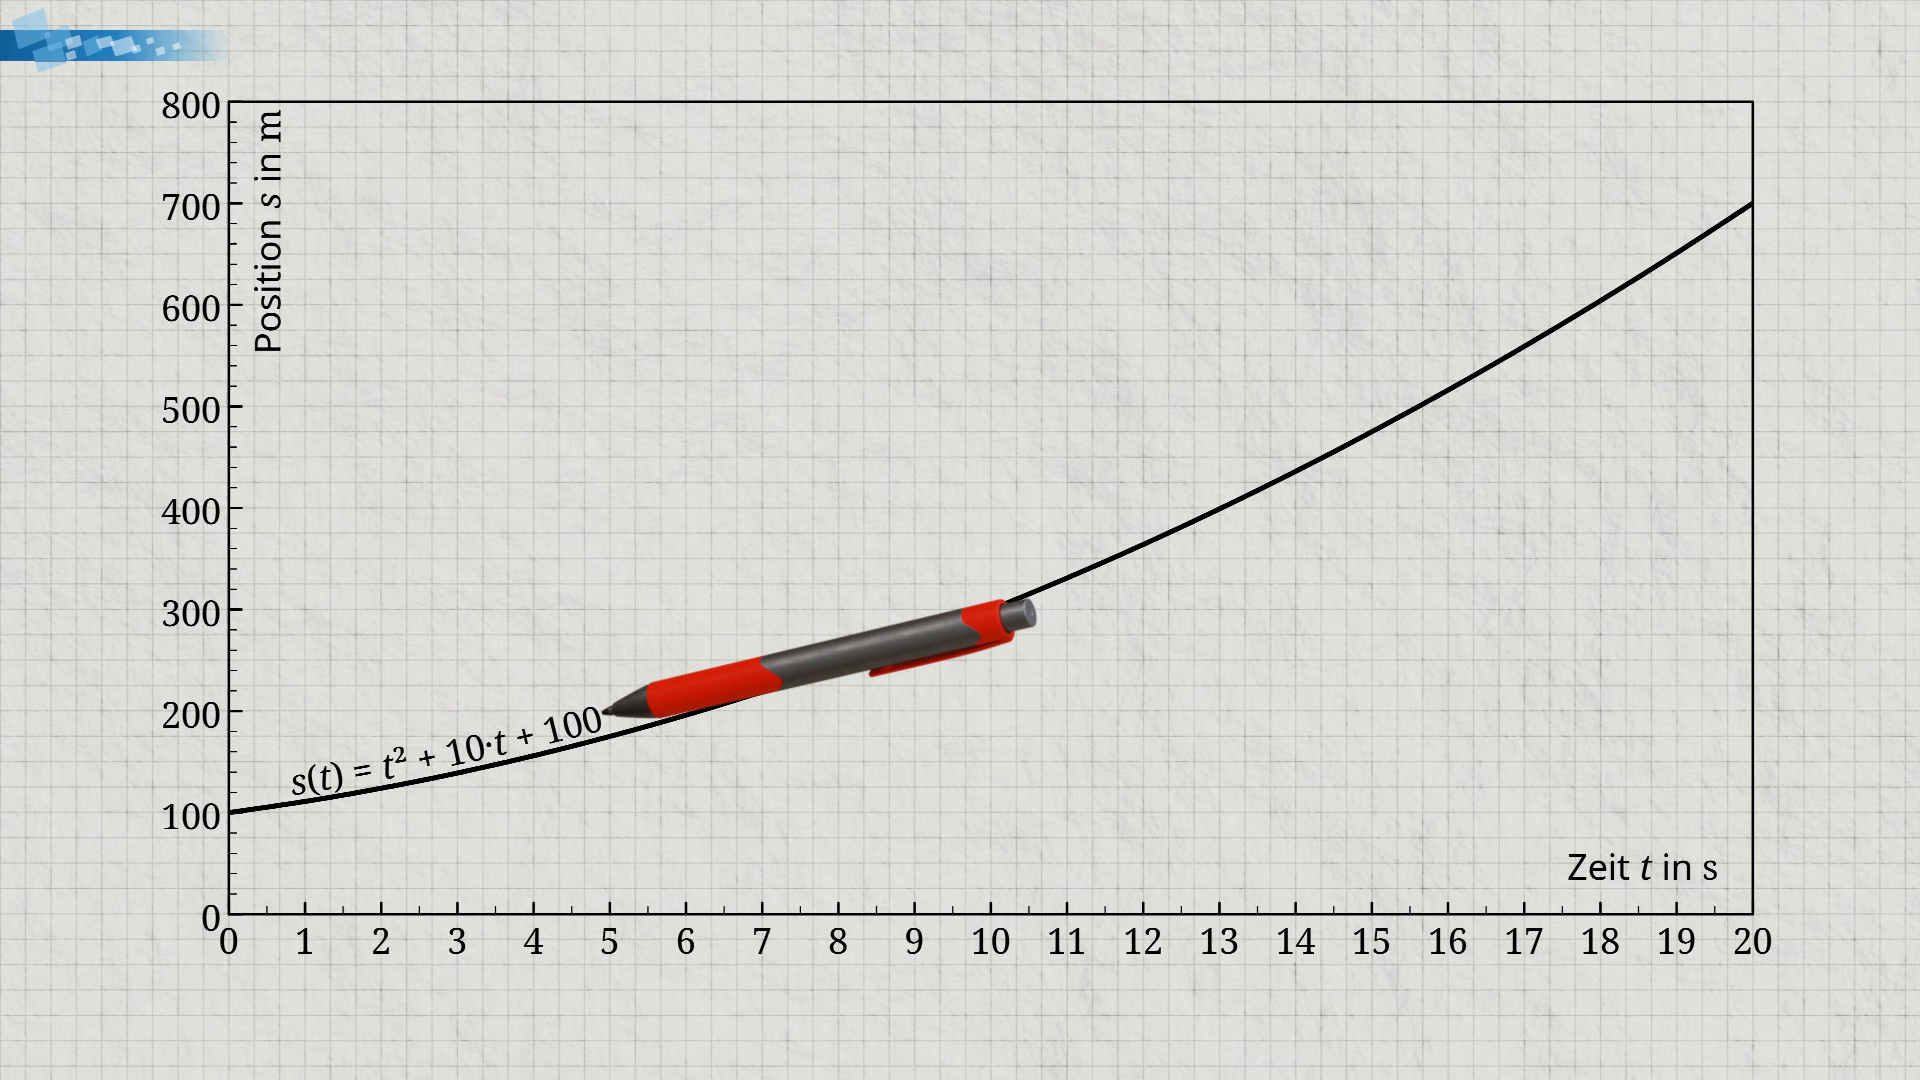 800
700
600
500
400
300
200
100
0
Position s in m
s(t) = t² + 10·t + 100
Zeit t in s
0 1 2 3 4 5 6 7 8 9 10 11 12 13 14 15 16 17 18 19 20